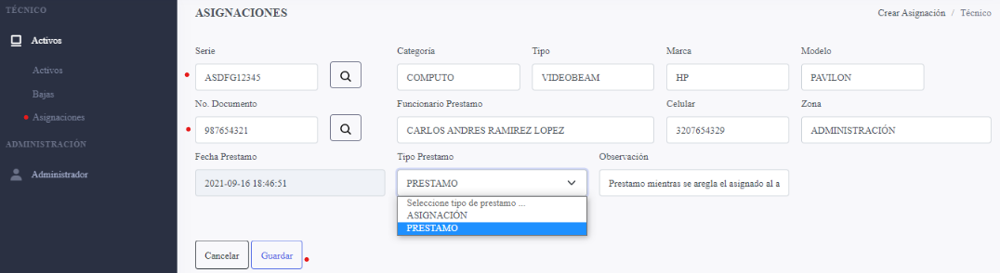 TÉCNICO
Activos
Activos
Bajas
Asignaciones
ADMINISTRACIÓN
Administrador
ASIGNACIONES
Crear Asignación / Técnico
Serie Categoría Tipo Marca Modelo
ASDFG12345 COMPUTO VIDEOBEAM HP PAVILON
No. Documento Funcionario Prestamo Celular Zona
987654321 CARLOS ANDRES RAMIREZ LOPEZ 3207654329 ADMINISTRACIÓN
Fecha Prestamo Tipo Prestamo Observación
2021-09-16 18:46:51 PRESTAMO Prestamo mientras se aregla el asignado al a
Seleccione tipo de prestamo ...
ASIGNACIÓN
PRESTAMO
Cancelar Guardar